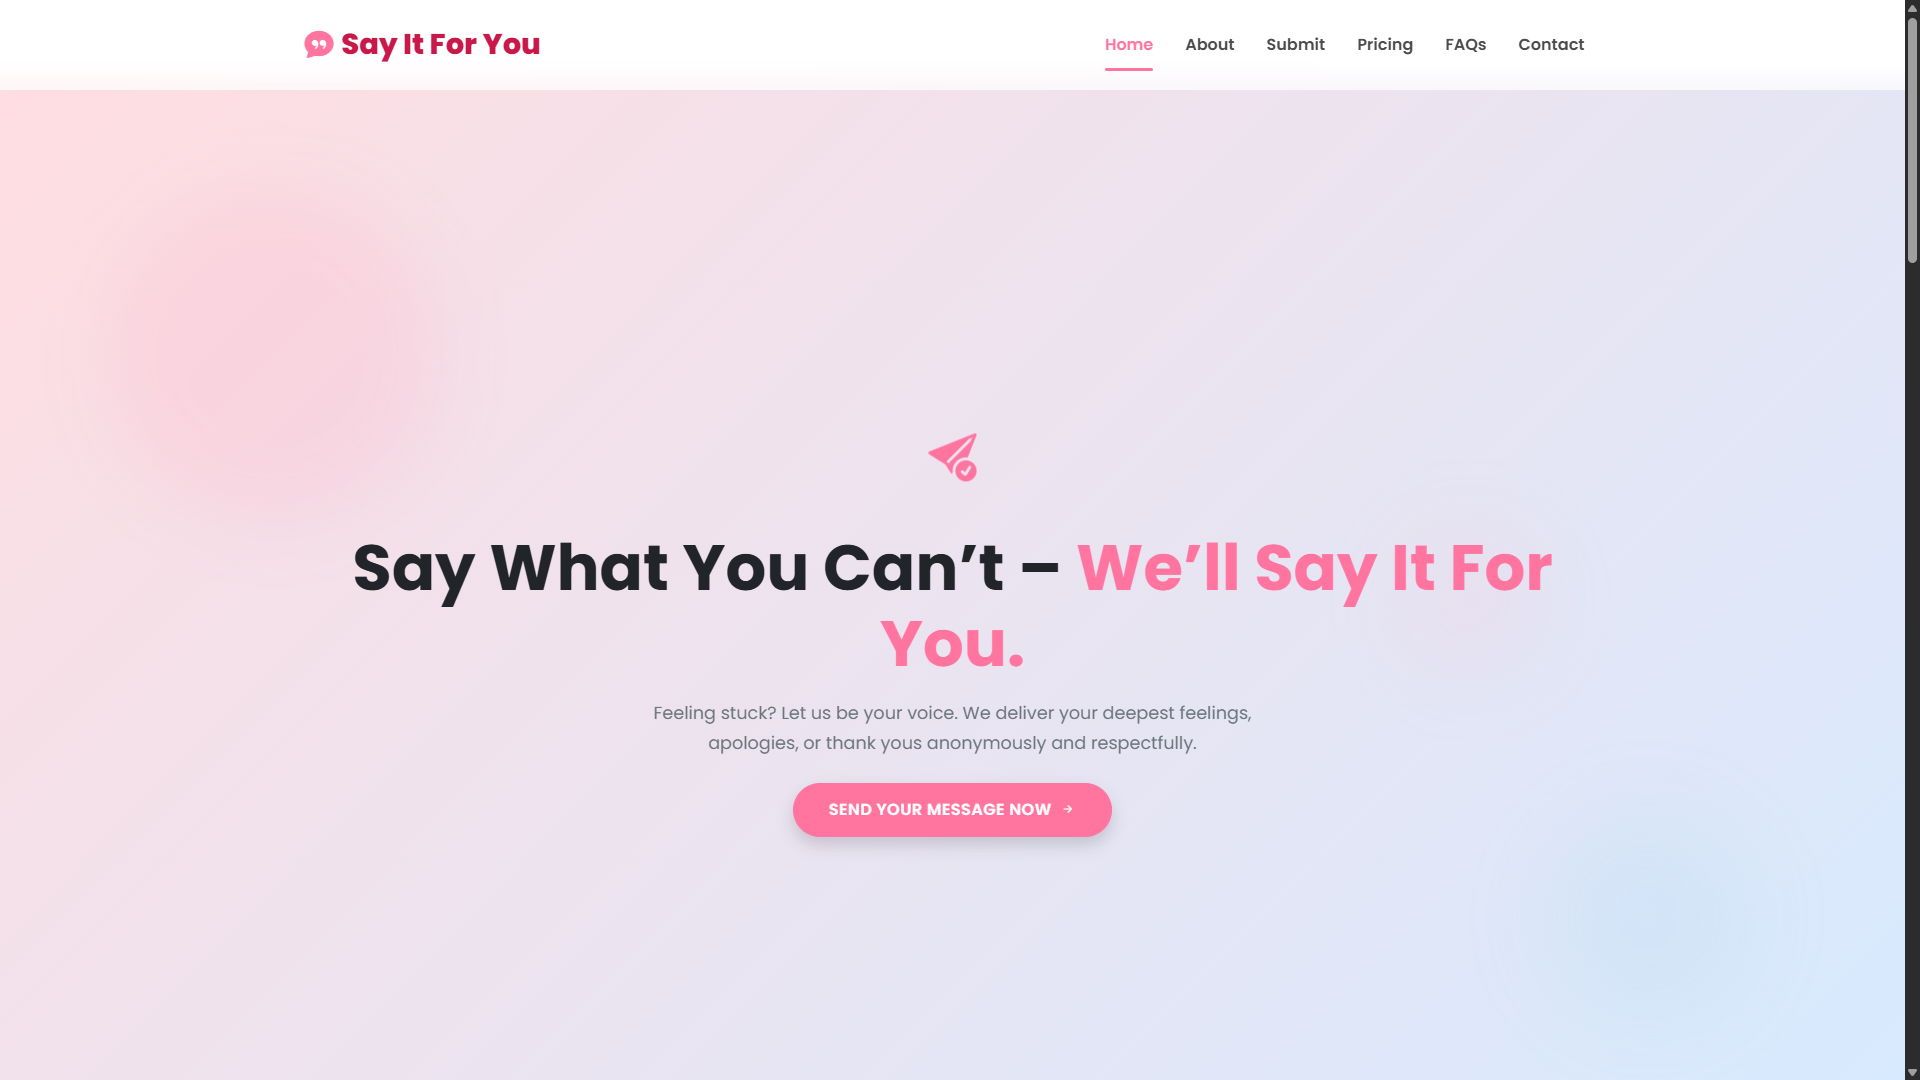 Say It For You
Home About Submit Pricing FAQs Contact
Say What You Can’t – We’ll Say It For
You.
Feeling stuck? Let us be your voice. We deliver your deepest feelings,
apologies, or thank yous anonymously and respectfully.
SEND YOUR MESSAGE NOW